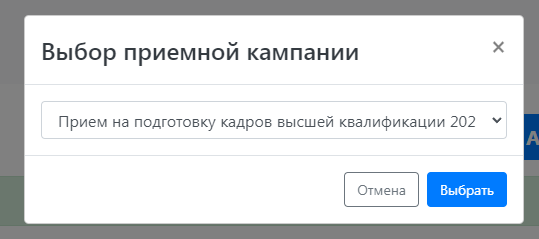 Выбор приемной кампании
×
Прием на подготовку кадров высшей квалификации 202
Отмена
Выбрать
А